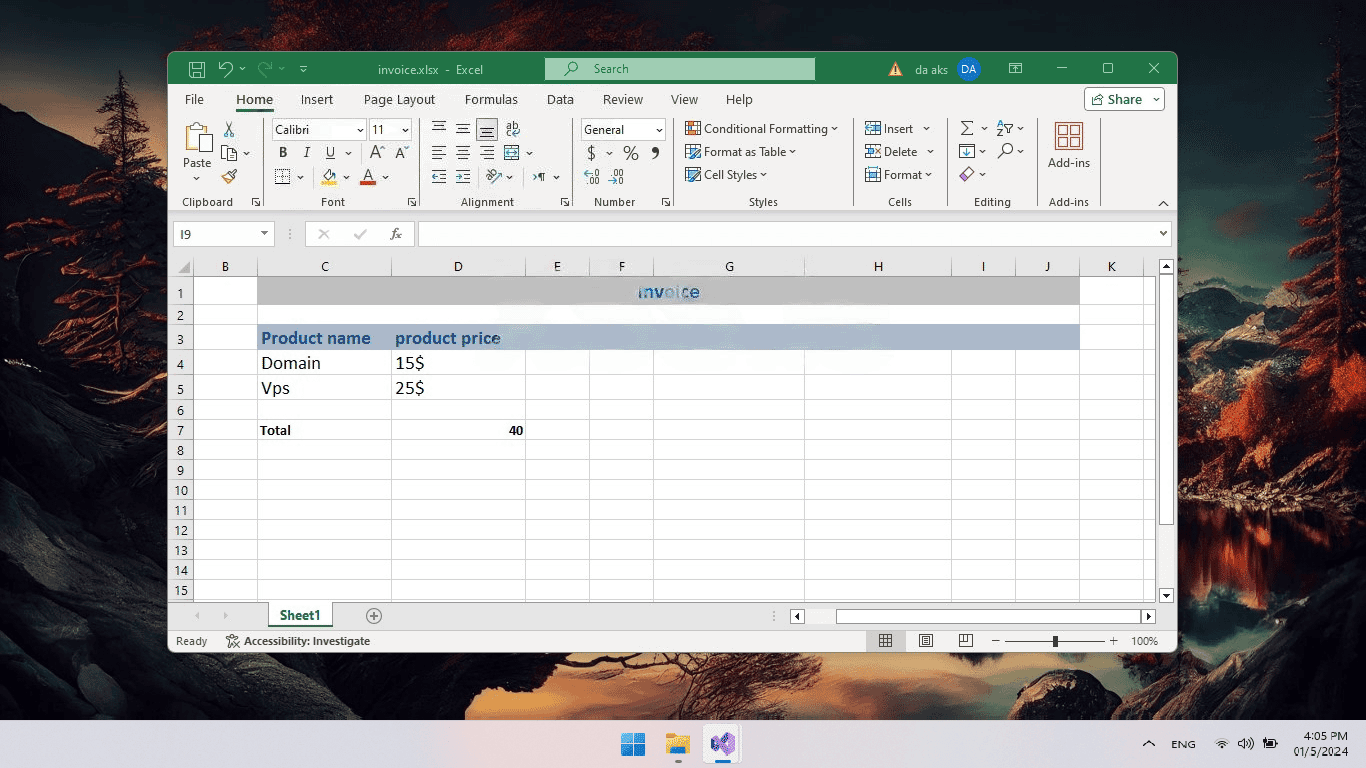 invoice.xlsx - Excel
Search
da aks
DA
File Home Insert Page Layout Formulas Data Review View Help
Share
Calibri 11
ab
General
Conditional Formatting
Insert
Paste
B I U
$ % 9
Format as Table
Delete
Add-ins
A
Cell Styles
Format
Clipboard Font Alignment Number Styles Cells Editing Add-ins
I9
fx
B C D E F G H I J K
1 invoice
2
3 Product name product price
4 Domain 15$
5 Vps 25$
6
7 Total 40
8
9
10
11
12
13
14
15
Sheet1
Ready Accessibility: Investigate 100%
ENG
4:05 PM
01/5/2024